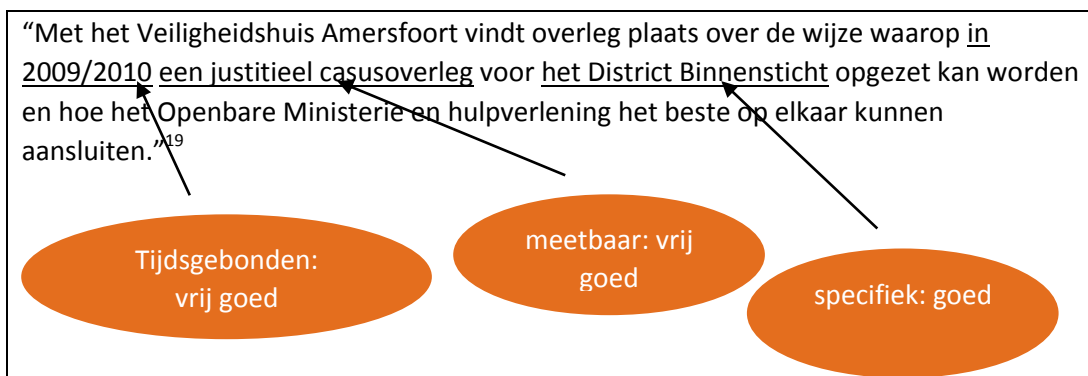 “Met het Veiligheidshuis Amersfoort vindt overleg plaats over de wijze waarop in
2009/2010 een justitieel casusoverleg voor het District Binnensticht opgezet kan worden
en hoe het Openbare Ministerie en hulpverlening het beste op elkaar kunnen
aansluiten.”19
Tijdsgebonden:
vrij goed
meetbaar: vrij
goed
specifiek: goed